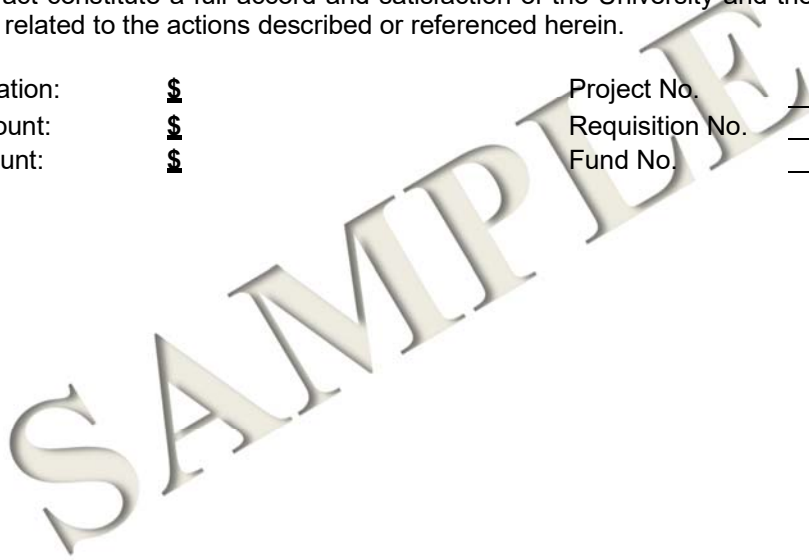 act constitute a full accord and satisfaction of the University and the
related to the actions described or referenced herein.
ation: $ Project No.
ount: $ Requisition No.
unt: $ Fund No.
SAMPLE